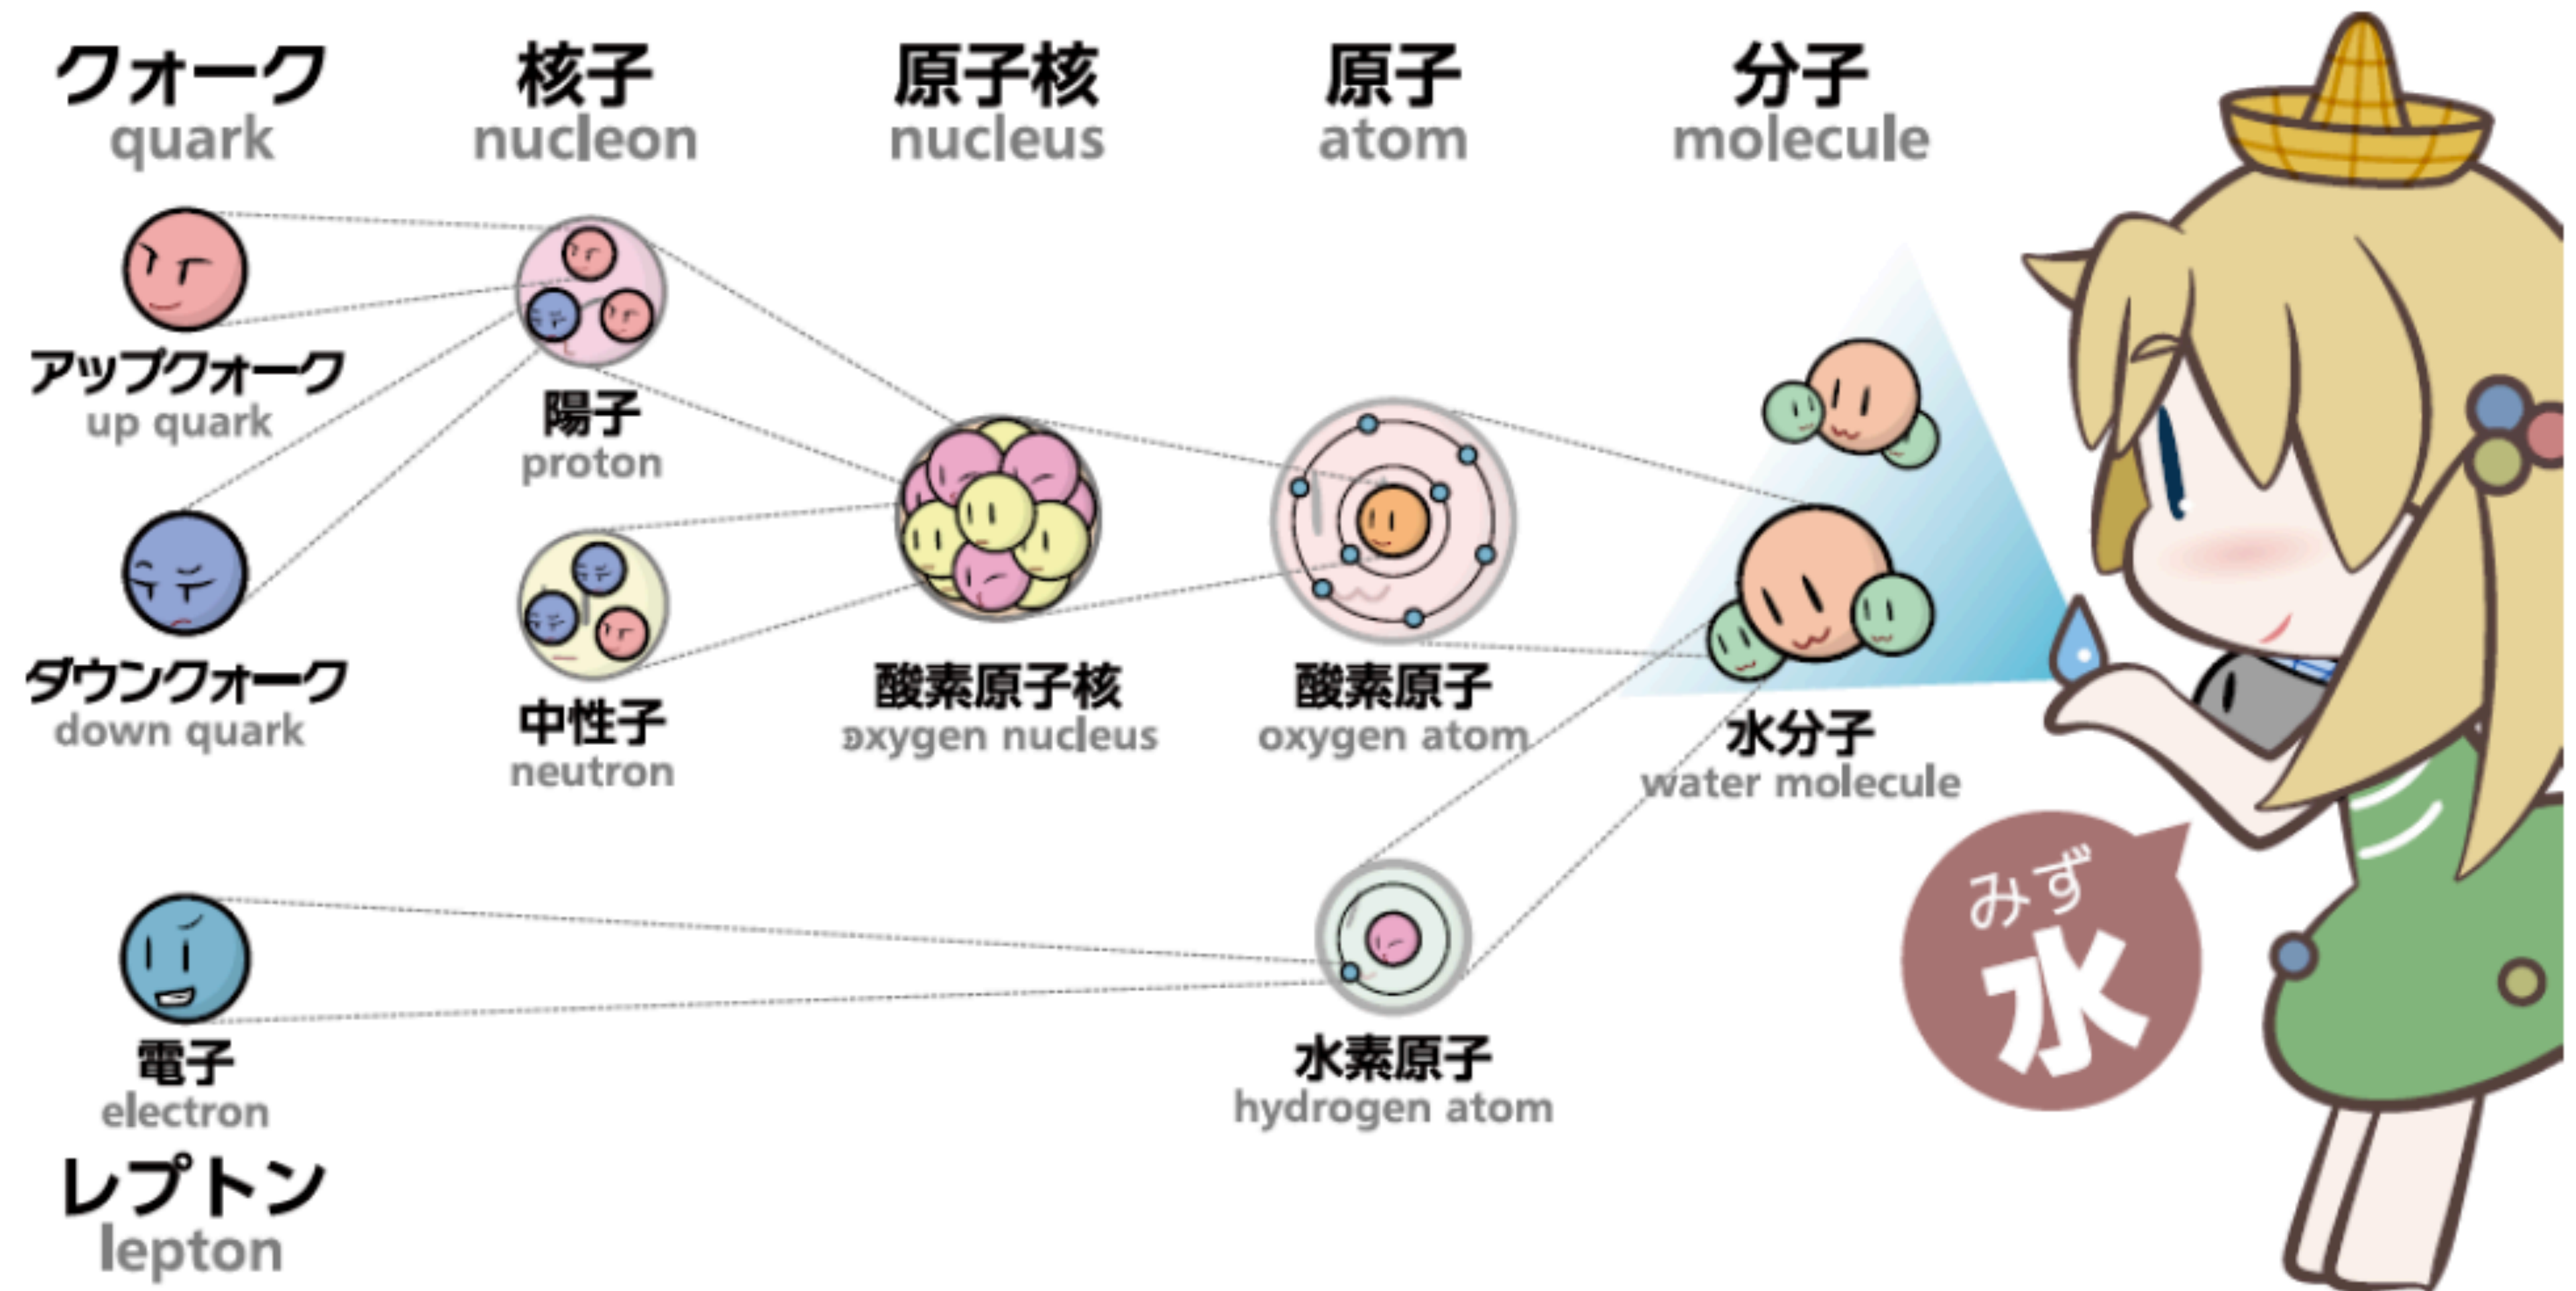 クォーク
quark
核子
nucleon
原子核
nucleus
原子
atom
分子
molecule
アップクォーク
up quark
陽子
proton
ダウンクォーク
down quark
中性子
neutron
酸素原子核
oxygen nucleus
酸素原子
oxygen atom
水分子
water molecule
みず
水
電子
electron
水素原子
hydrogen atom
レプトン
lepton